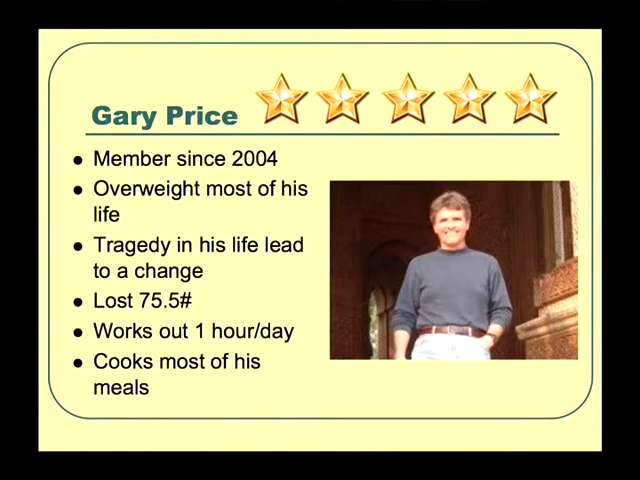 Gary Price
Member since 2004
Overweight most of his
life
Tragedy in his life lead
to a change
Lost 75.5#
Works out 1 hour/day
Cooks most of his
meals